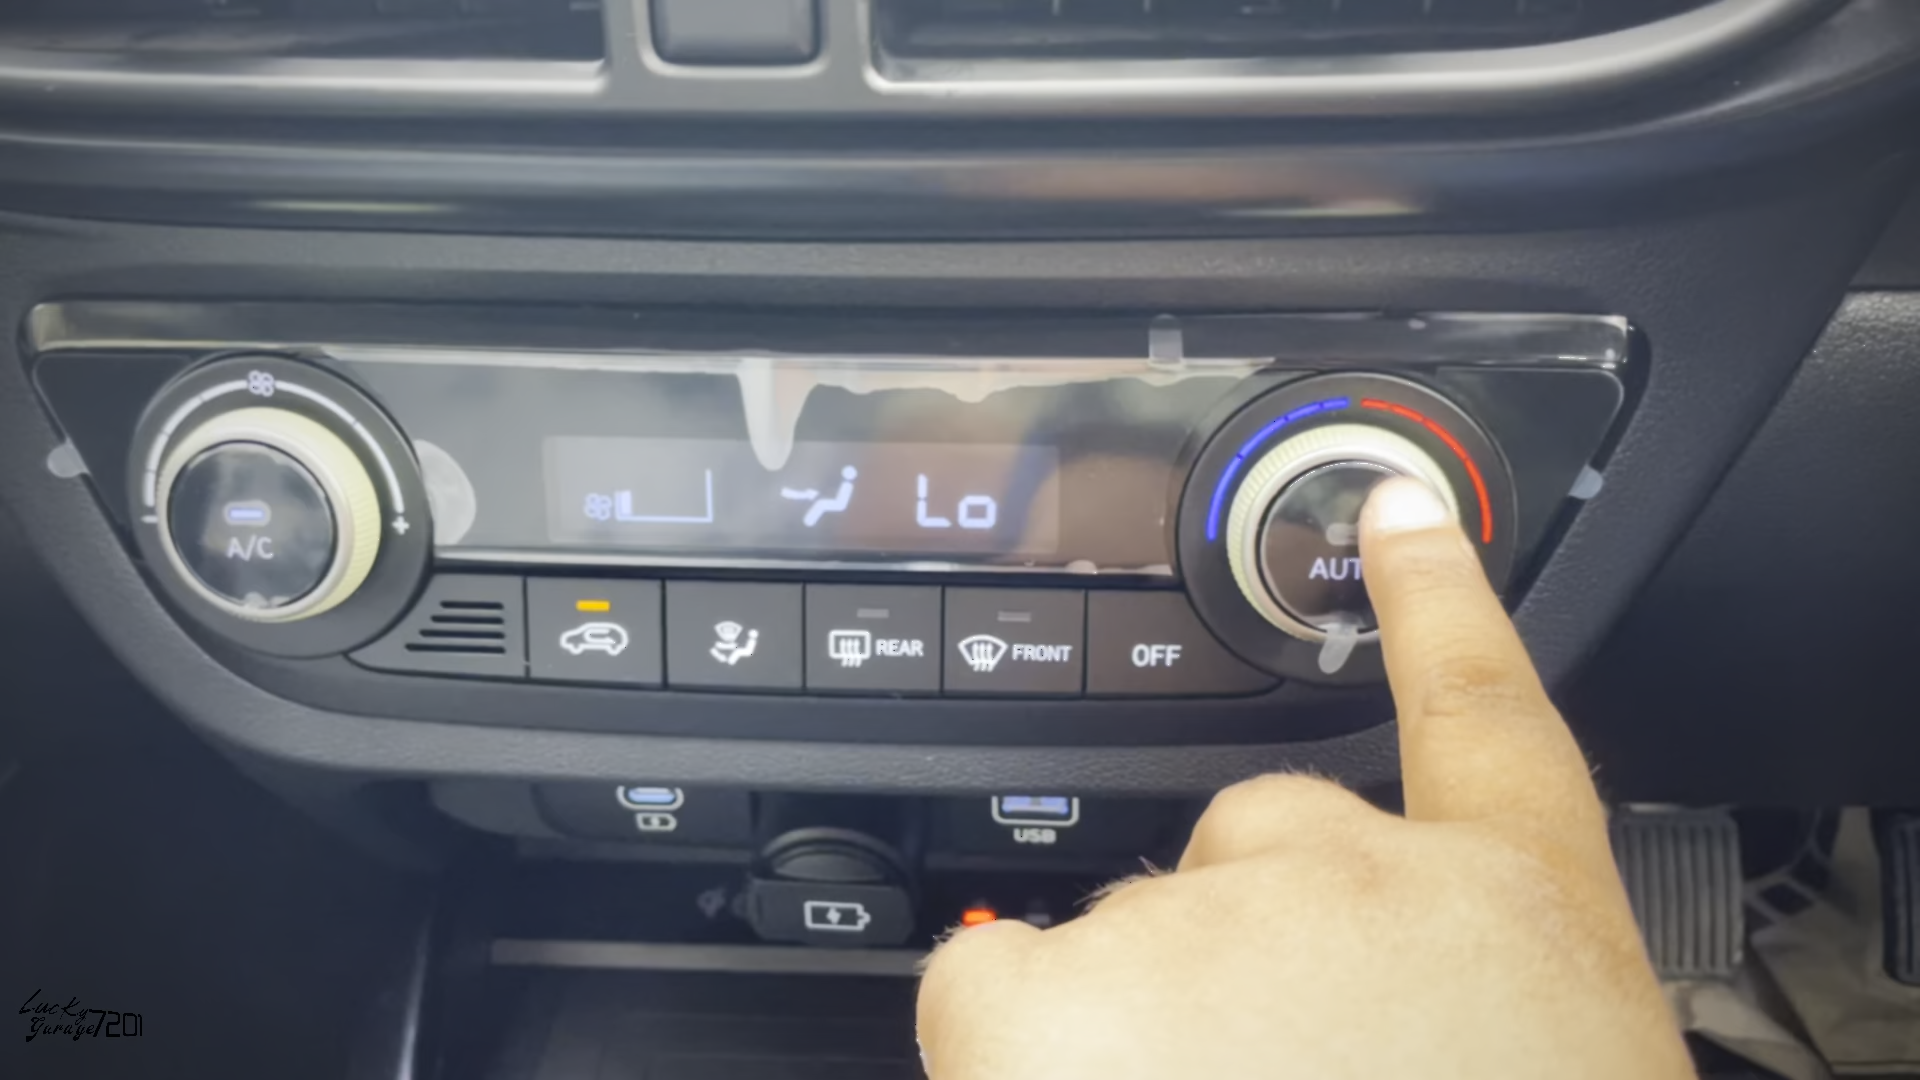 A/C
Lo
AUT
REAR
FRONT
OFF
USB
Lucky
Garage7201